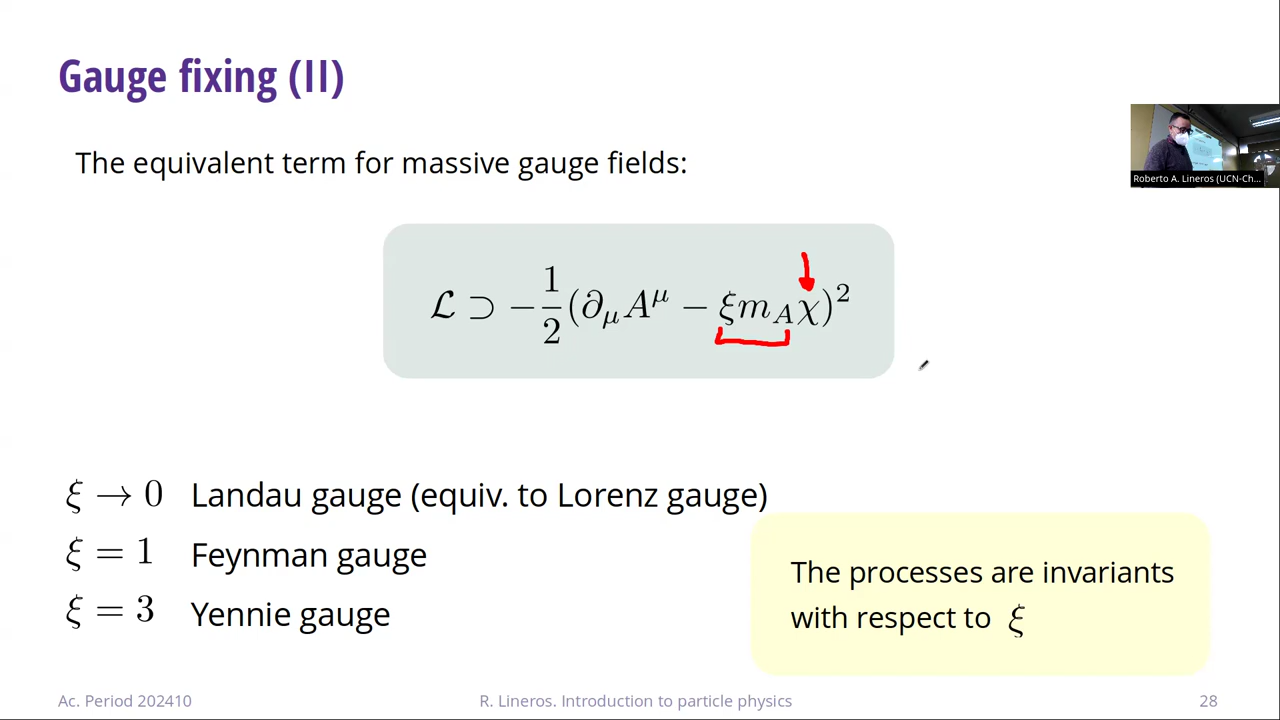 Gauge fixing (II)
The equivalent term for massive gauge fields:
Roberto A. Lineros (UCN-Ch...
ℒ ⊃ −1/2(∂_μ A^μ − ξm_A χ)²
ξ → 0 Landau gauge (equiv. to Lorenz gauge)
ξ = 1 Feynman gauge
ξ = 3 Yennie gauge
The processes are invariants
with respect to ξ
Ac. Period 202410 R. Lineros. Introduction to particle physics 28